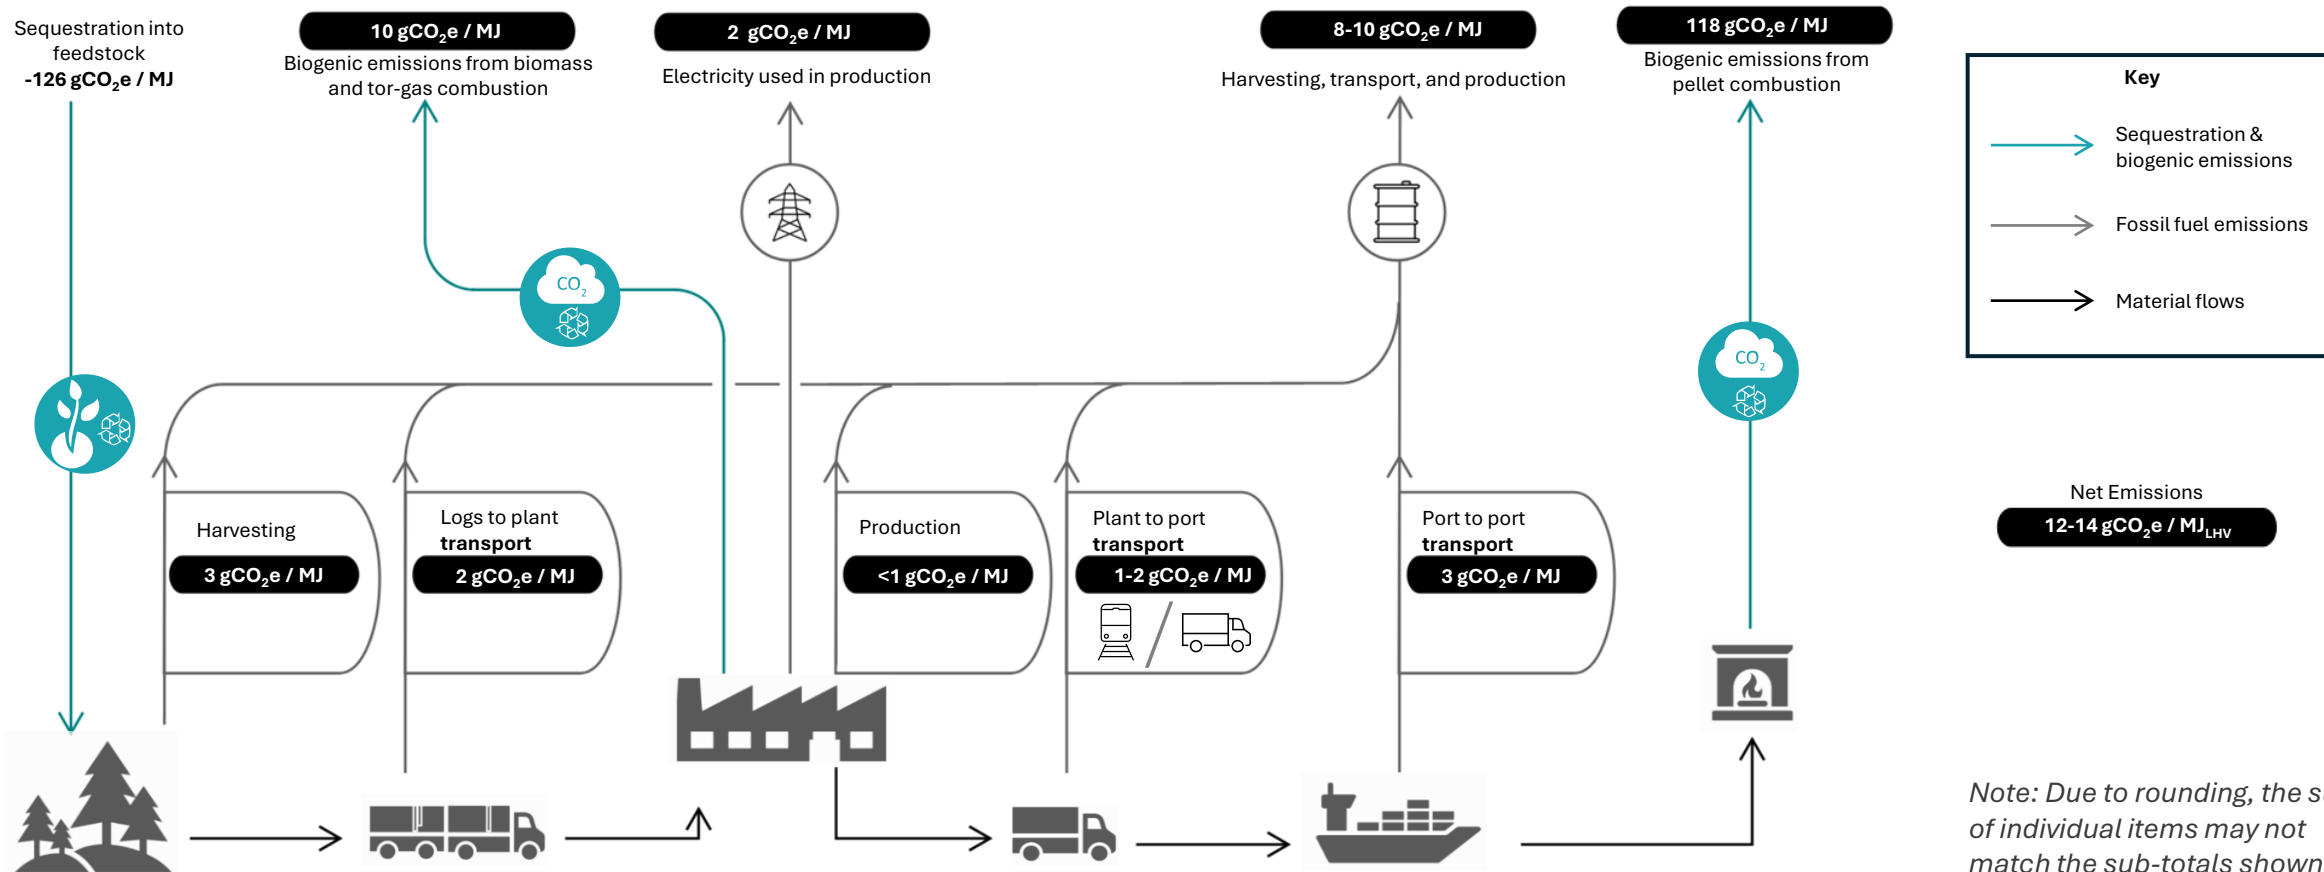 Sequestration into
feedstock
-126 gCO₂e / MJ
10 gCO₂e / MJ
Biogenic emissions from biomass
and tor-gas combustion
2 gCO₂e / MJ
Electricity used in production
8-10 gCO₂e / MJ
Harvesting, transport, and production
118 gCO₂e / MJ
Biogenic emissions from
pellet combustion
Key
Sequestration &
biogenic emissions
Fossil fuel emissions
Material flows
CO₂
CO₂
Harvesting
3 gCO₂e / MJ
Logs to plant
transport
2 gCO₂e / MJ
Production
<1 gCO₂e / MJ
Plant to port
transport
1-2 gCO₂e / MJ
Port to port
transport
3 gCO₂e / MJ
Net Emissions
12-14 gCO₂e / MJ LHV
Note: Due to rounding, the
of individual items may not
match the sub-totals shown